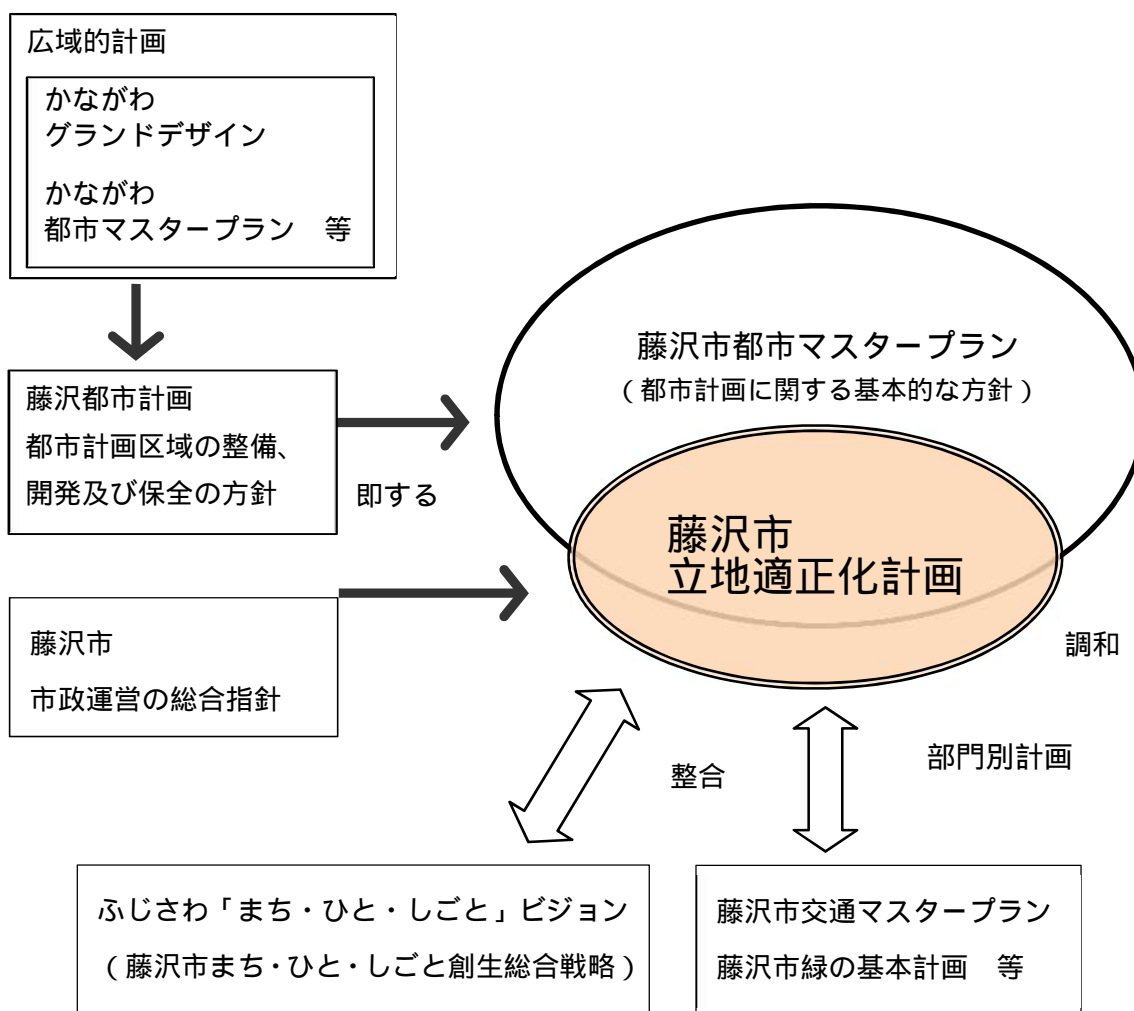 広域的計画
かながわ
グランドデザイン
かながわ
都市マスタープラン　等
藤沢市都市マスタープラン
（都市計画に関する基本的な方針）
藤沢都市計画
都市計画区域の整備、
開発及び保全の方針
即する
藤沢市
立地適正化計画
藤沢市
市政運営の総合指針
調和
部門別計画
整合
ふじさわ「まち・ひと・しごと」ビジョン
（藤沢市まち・ひと・しごと創生総合戦略）
藤沢市交通マスタープラン
藤沢市緑の基本計画　等